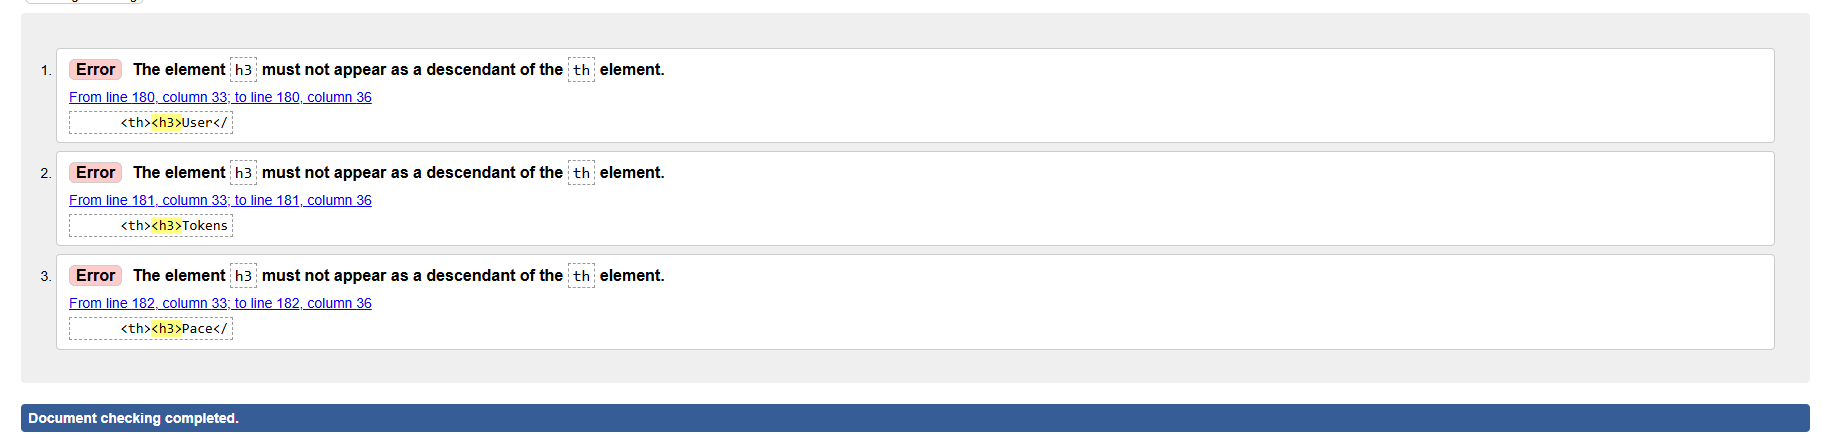 1. Error The element h3 must not appear as a descendant of the th element.
From line 180, column 33; to line 180, column 36
<th><h3>User</
2. Error The element h3 must not appear as a descendant of the th element.
From line 181, column 33; to line 181, column 36
<th><h3>Tokens
3. Error The element h3 must not appear as a descendant of the th element.
From line 182, column 33; to line 182, column 36
<th><h3>Pace</
Document checking completed.